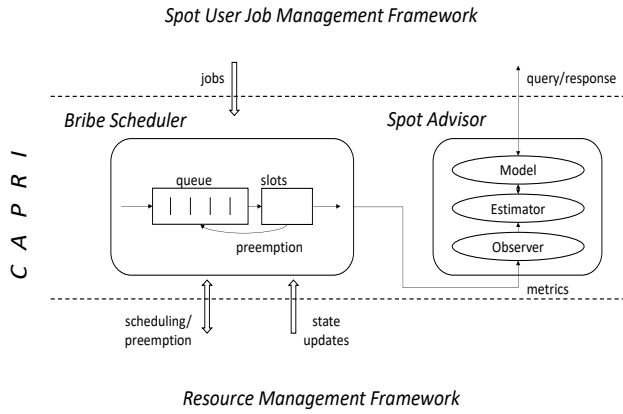 Spot User Job Management Framework
jobs
query/response
Bribe Scheduler
Spot Advisor
C A P R I
queue
slots
preemption
Model
Estimator
Observer
metrics
scheduling/
preemption
state
updates
Resource Management Framework